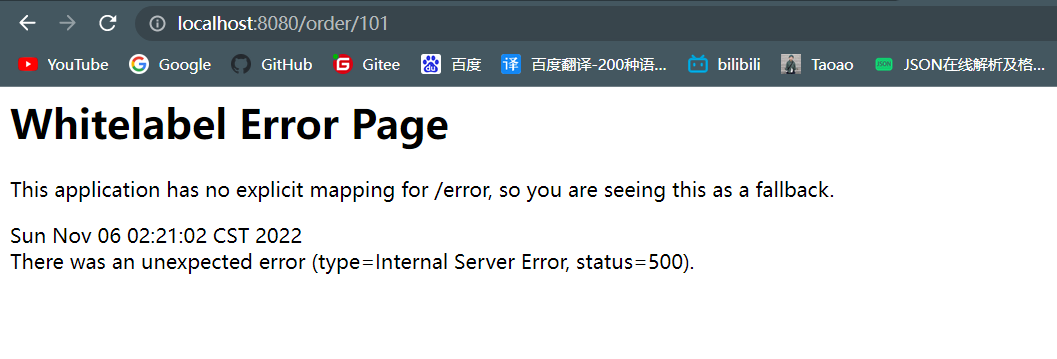 localhost:8080/order/101
YouTube Google GitHub Gitee 百度 百度翻译-200种语... bilibili Taoao JSON在线解析及格...
Whitelabel Error Page
This application has no explicit mapping for /error, so you are seeing this as a fallback.
Sun Nov 06 02:21:02 CST 2022
There was an unexpected error (type=Internal Server Error, status=500).